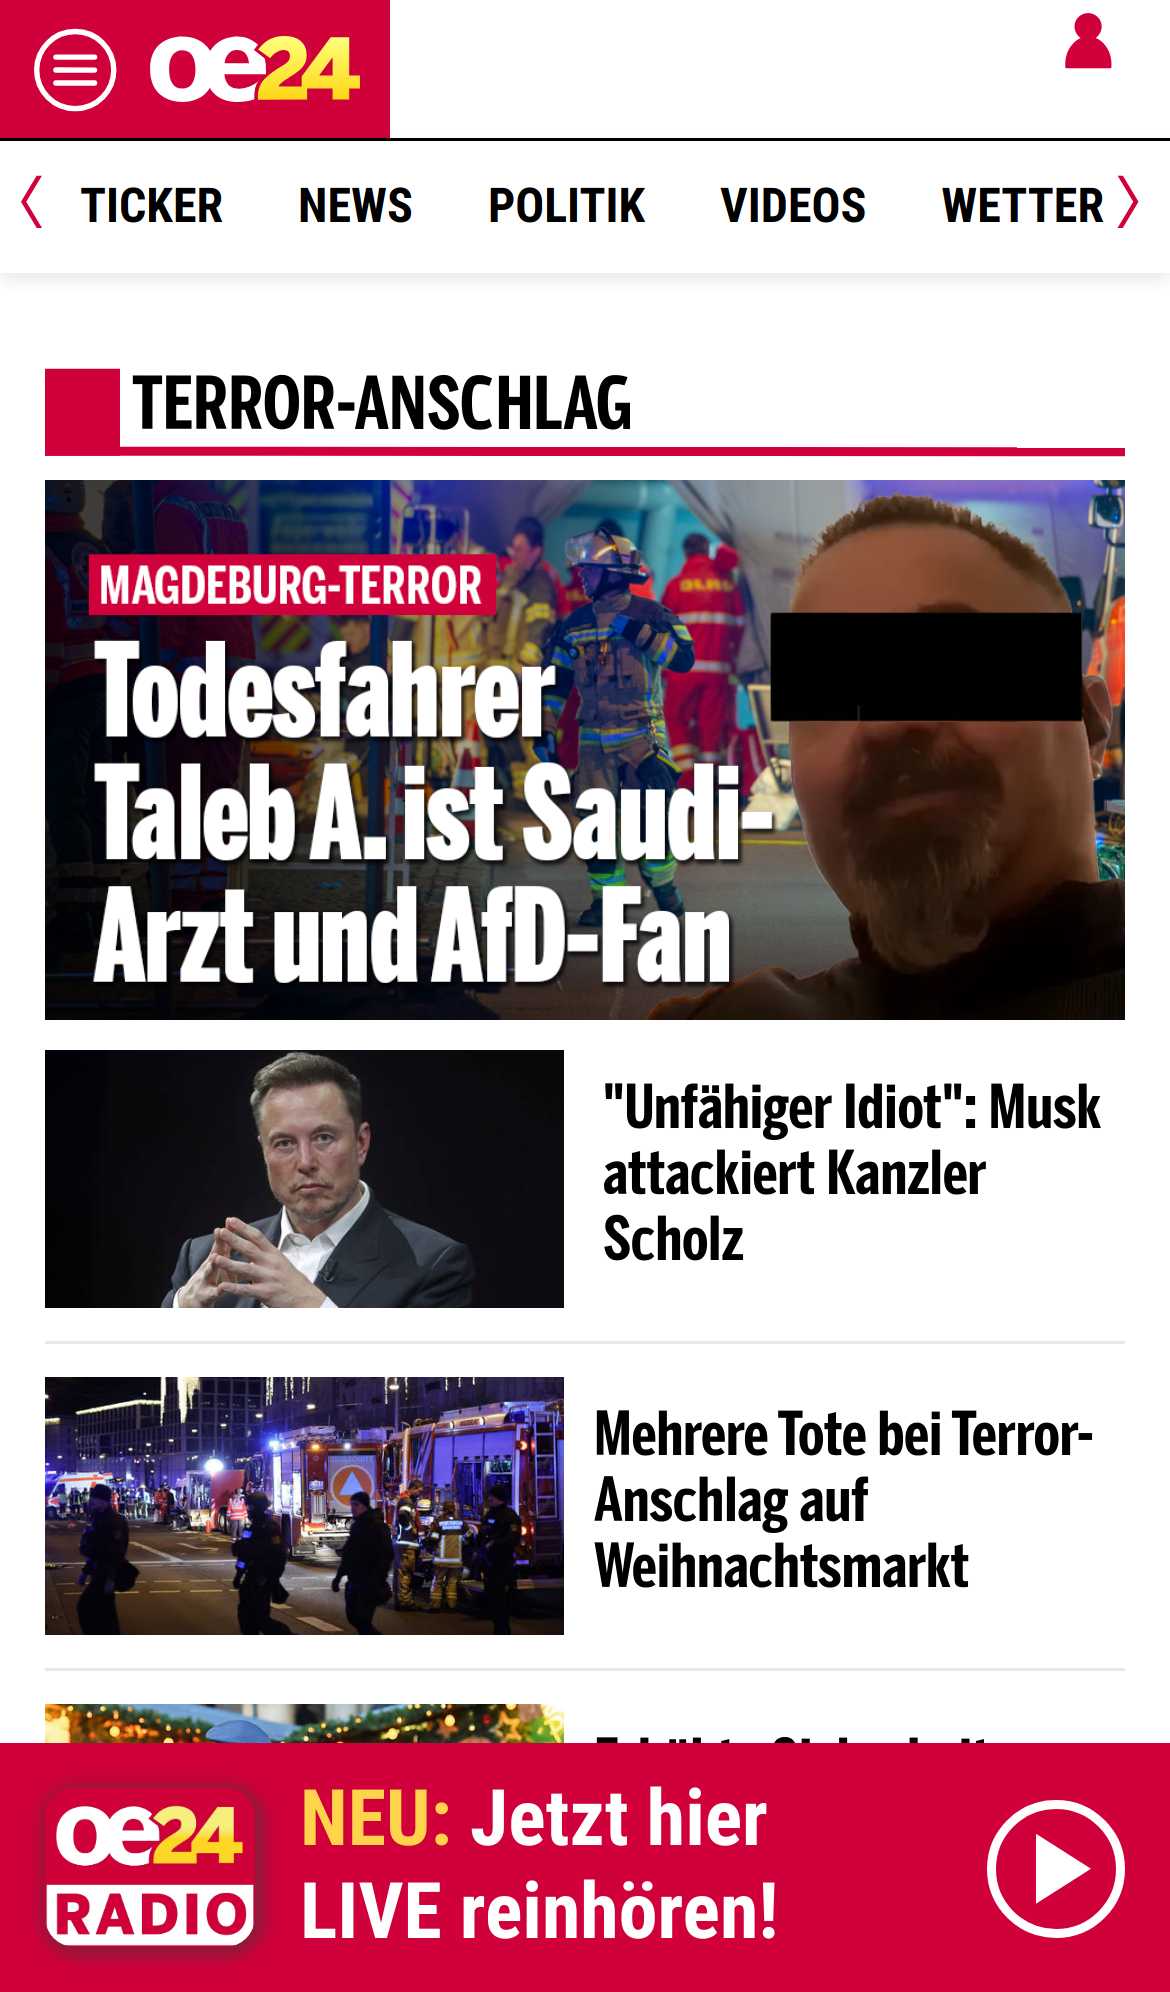 oe24
TICKER NEWS POLITIK VIDEOS WETTER
TERROR-ANSCHLAG
MAGDEBURG-TERROR
Todesfahrer
Taleb A. ist Saudi-
Arzt und AfD-Fan
"Unfähiger Idiot": Musk
attackiert Kanzler
Scholz
Mehrere Tote bei Terror-
Anschlag auf
Weihnachtsmarkt
oe24
RADIO
NEU: Jetzt hier
LIVE reinhören!